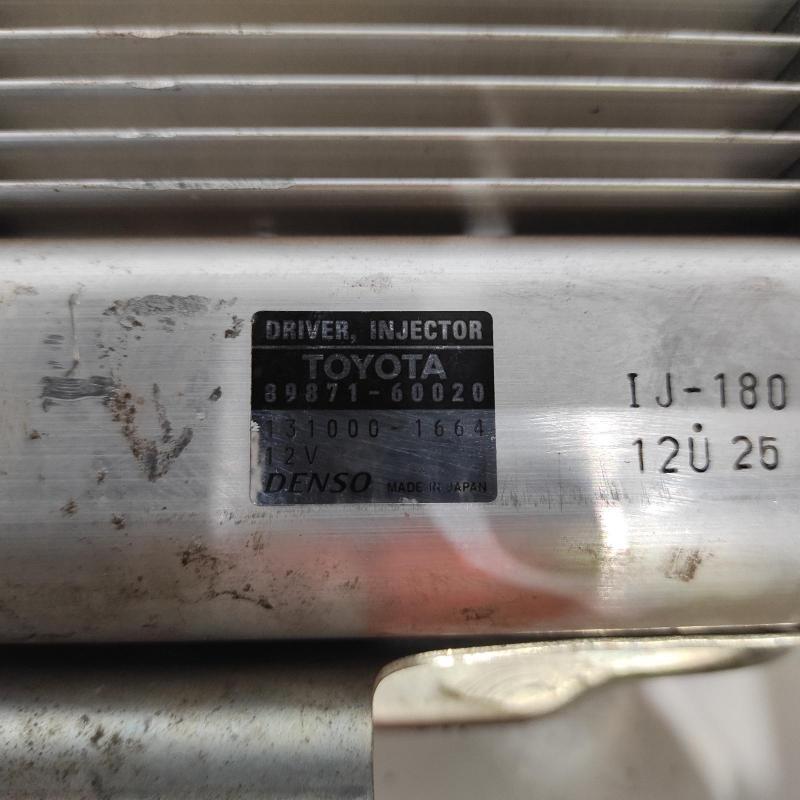 DRIVER, INJECTOR
TOYOTA
89871-60020
131000-1664
12V
DENSO MADE IN JAPAN
IJ-180
12U̇ 25